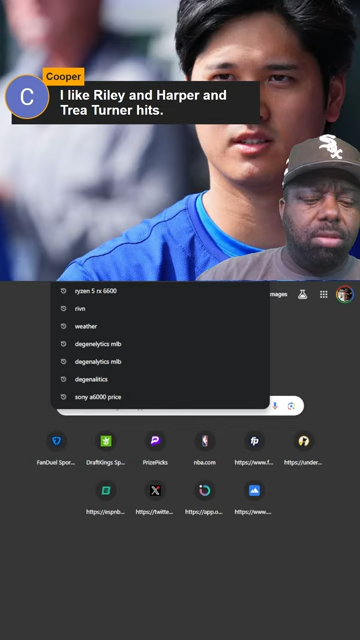 Cooper
C
I like Riley and Harper and
Trea Turner hits.
ryzen 5 rx 6600
rivn
weather
degenelytics mlb
degenalytics mlb
degenalitics
sony a6000 price
mages
FanDuel Spor...
DraftKings Sp...
PrizePicks
nba.com
https://www.f...
https://under...
https://espnb...
https://twitte...
https://app.o...
https://www....